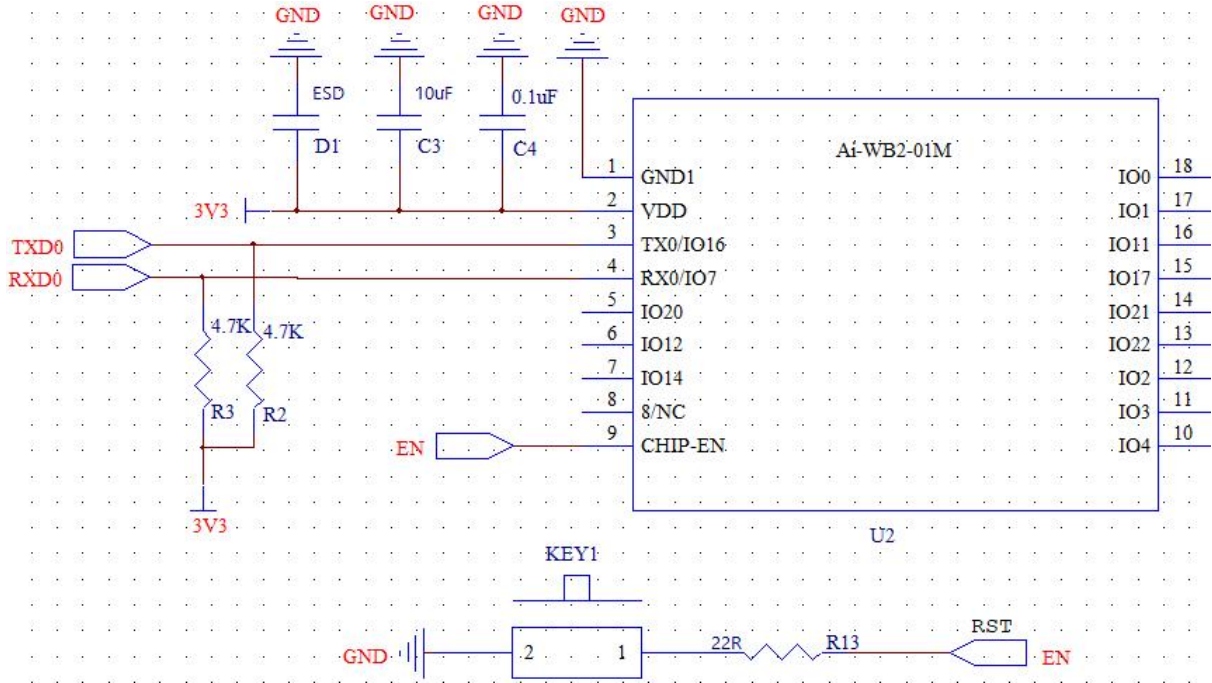 GND GND GND GND
ESD 10uF 0.1uF
D1 C3 C4
Ai-WB2-01M
1 GND1 IO0 18
3V3 2 VDD IO1 17
TXD0 3 TX0/IO16 IO11 16
RXD0 4 RX0/IO7 IO17 15
5 IO20 IO21 14
4.7K 4.7K 6 IO12 IO22 13
7 IO14 IO2 12
R3 R2 8 8/NC IO3 11
EN 9 CHIP-EN IO4 10
3V3
U2
KEY1
RST
GND 2 1 22R R13 EN